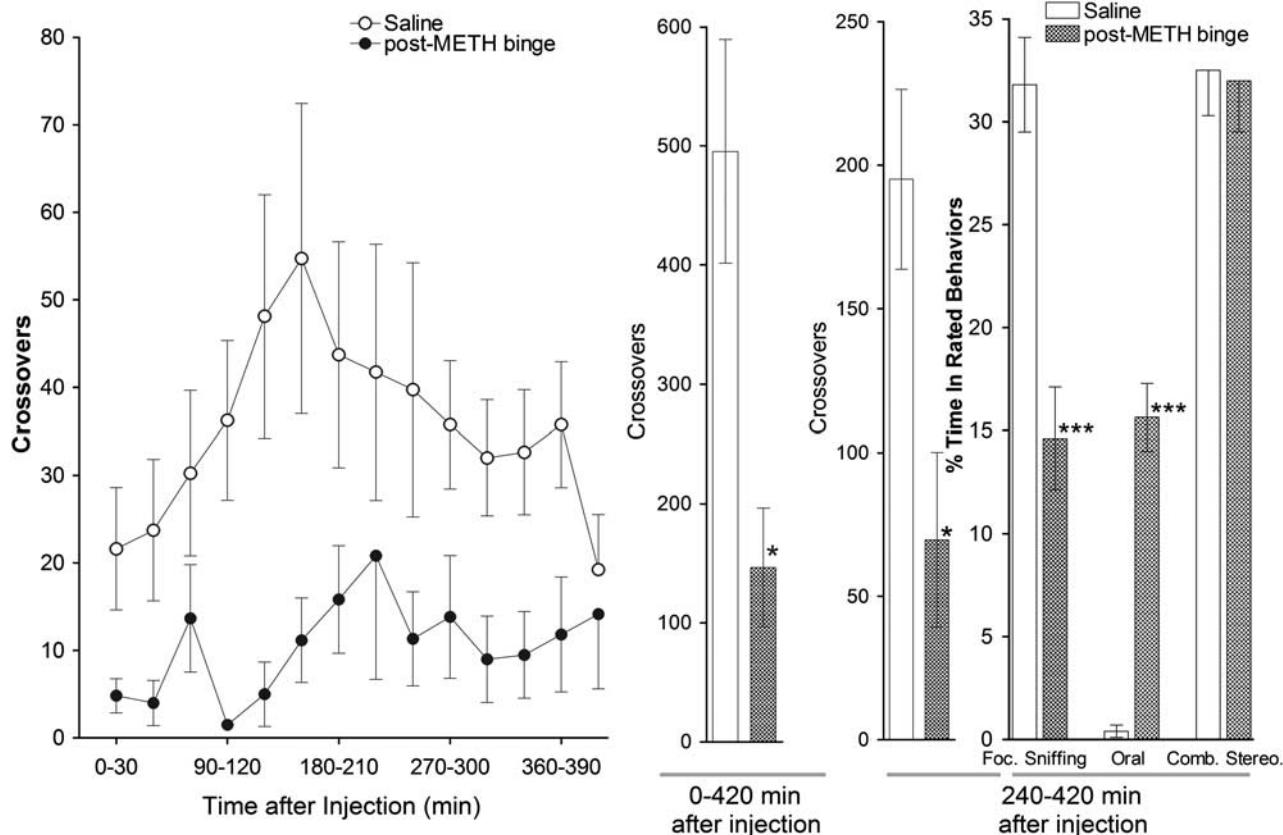 Saline
post-METH binge
80
70
60
50
40
30
20
10
0
Crossovers
0-30 90-120 180-210 270-300 360-390
Time after Injection (min)
600
500
400
300
200
100
0
Crossovers
*
0-420 min
after injection
250
200
150
100
50
0
Crossovers
*
Saline
post-METH binge
35
31
25
20
15
10
5
0
% Time In Rated Behaviors
***
***
Foc. Sniffing Oral Comb. Stereo.
240-420 min
after injection